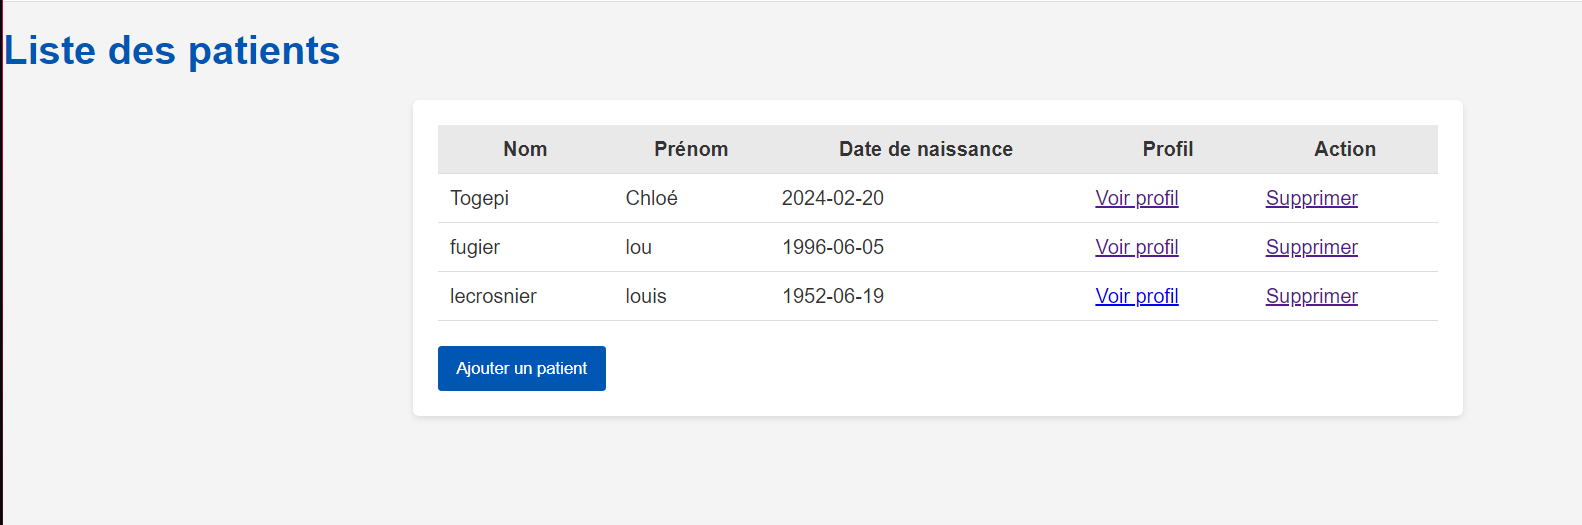 Liste des patients
Nom Prénom Date de naissance Profil Action
Togepi Chloé 2024-02-20 Voir profil Supprimer
fugier lou 1996-06-05 Voir profil Supprimer
lecrosnier louis 1952-06-19 Voir profil Supprimer
Ajouter un patient